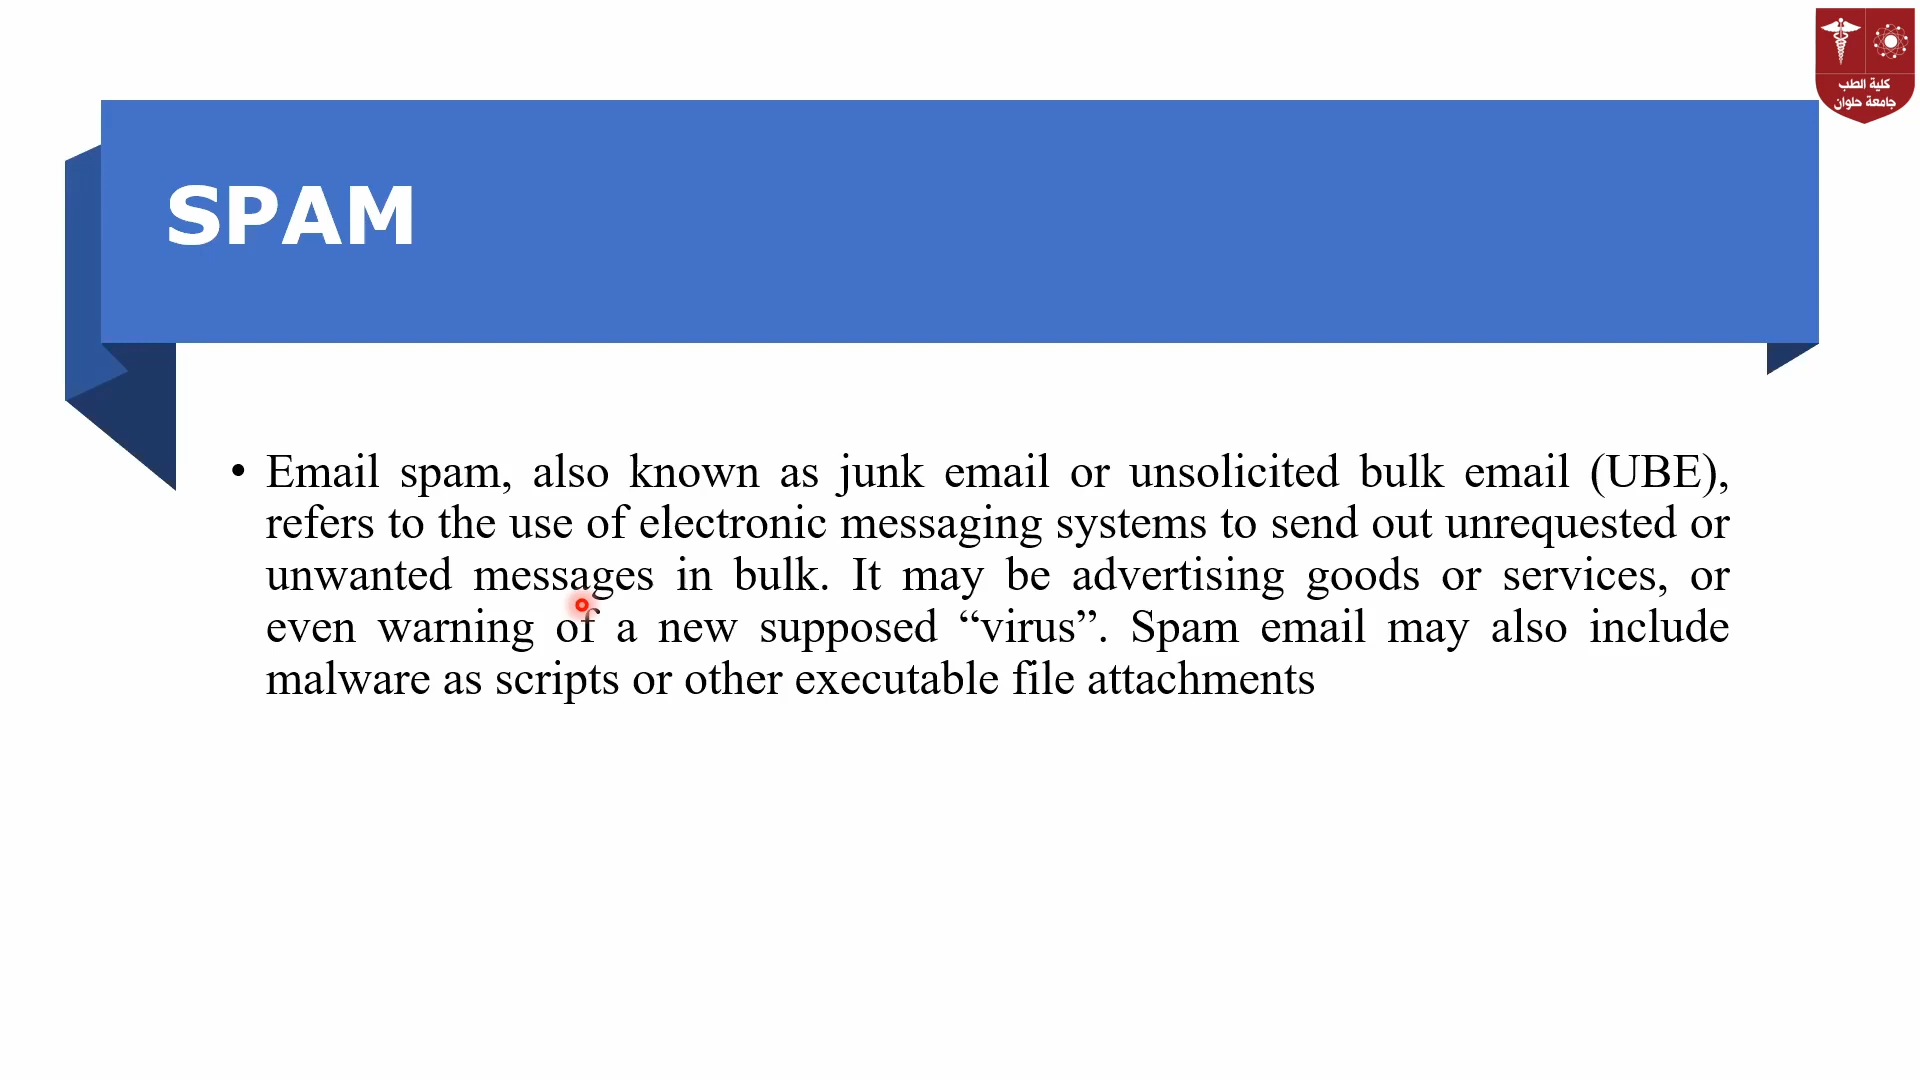 كلية الطب
جامعة حلوان
SPAM
• Email spam, also known as junk email or unsolicited bulk email (UBE),
refers to the use of electronic messaging systems to send out unrequested or
unwanted messages in bulk. It may be advertising goods or services, or
even warning of a new supposed “virus”. Spam email may also include
malware as scripts or other executable file attachments